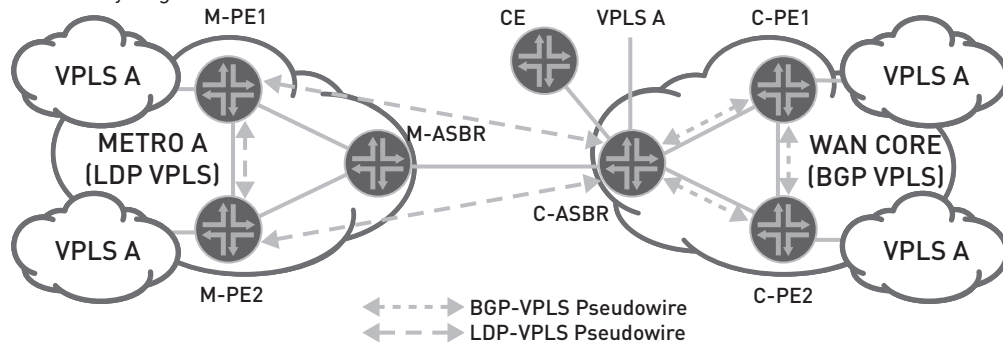 M-PE1
CE
VPLS A
C-PE1
VPLS A
VPLS A
METRO A
(LDP VPLS)
M-ASBR
WAN CORE
(BGP VPLS)
C-ASBR
VPLS A
VPLS A
M-PE2
C-PE2
BGP-VPLS Pseudowire
LDP-VPLS Pseudowire